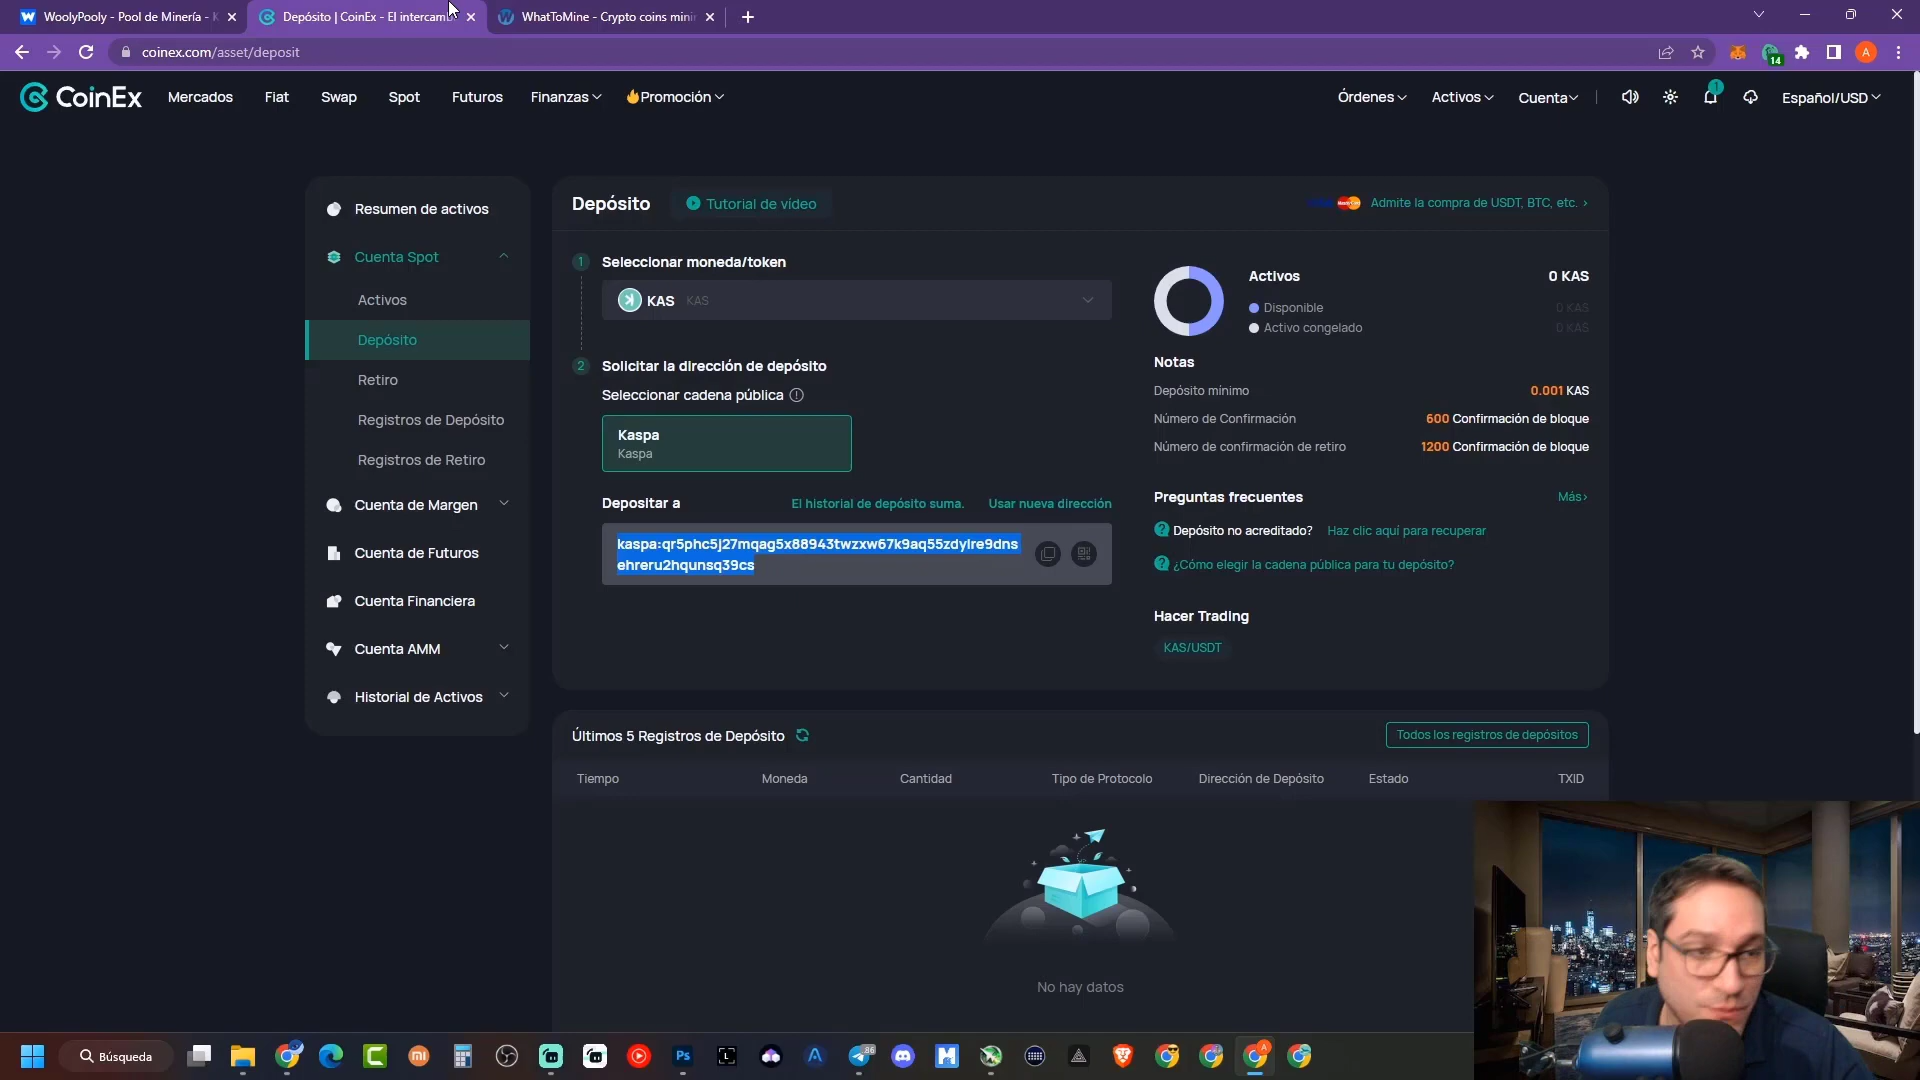 WoolyPooly - Pool de Minería - K
Depósito | CoinEx - El intercamb
WhatToMine - Crypto coins minin
coinex.com/asset/deposit
14
A
CoinEx
Mercados
Fiat
Swap
Spot
Futuros
Finanzas
Promoción
Órdenes
Activos
Cuenta
1
Español/USD
Resumen de activos
Cuenta Spot
Activos
Depósito
Retiro
Registros de Depósito
Registros de Retiro
Cuenta de Margen
Cuenta de Futuros
Cuenta Financiera
Cuenta AMM
Historial de Activos
Depósito
Tutorial de vídeo
Admite la compra de USDT, BTC, etc. ›
1 Seleccionar moneda/token
KAS KAS
2 Solicitar la dirección de depósito
Seleccionar cadena pública
Kaspa
Kaspa
Depositar a
El historial de depósito suma.
Usar nueva dirección
kaspa:qr5phc5j27mqag5x88943twzxw67k9aq55zdylre9dns
ehreru2hqunsq39cs
Activos 0 KAS
Disponible 0 KAS
Activo congelado 0 KAS
Notas
Depósito mínimo 0.001 KAS
Número de Confirmación 600 Confirmación de bloque
Número de confirmación de retiro 1200 Confirmación de bloque
Preguntas frecuentes Más›
Depósito no acreditado? Haz clic aquí para recuperar
¿Cómo elegir la cadena pública para tu depósito?
Hacer Trading
KAS/USDT
Últimos 5 Registros de Depósito
Todos los registros de depósitos
Tiempo Moneda Cantidad Tipo de Protocolo Dirección de Depósito Estado TXID
No hay datos
Búsqueda
mi
Ps
L
86
A